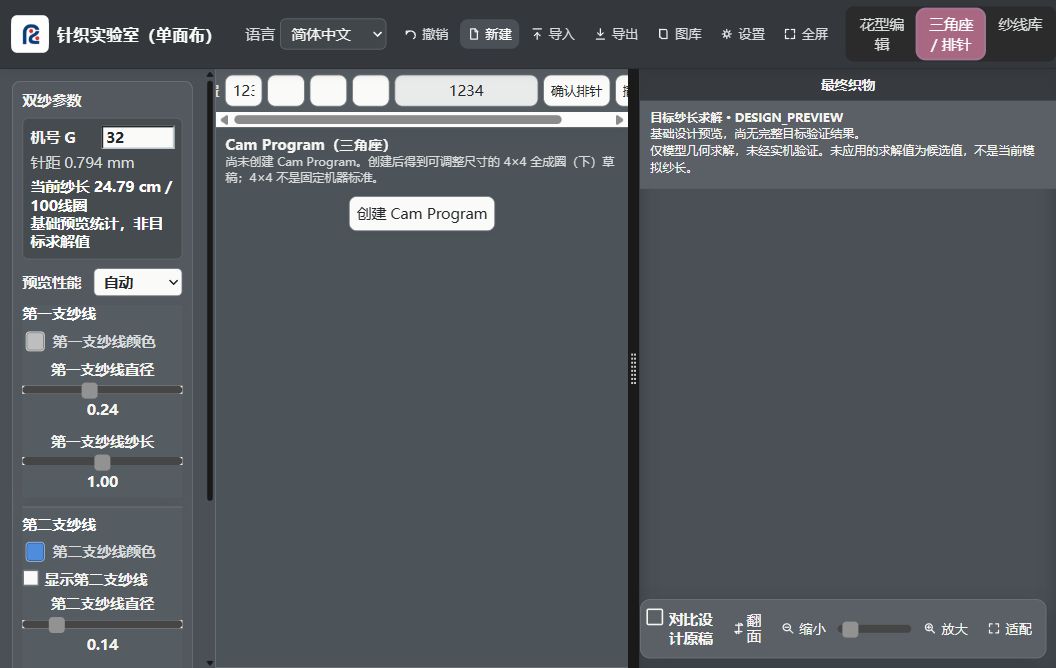 针织实验室（单面布)
语言
简体中文
撤销
新建
导入
导出
图库
设置
全屏
花型编
辑
三角座
/ 排针
纱线库
双纱参数
机号 G
32
针距 0.794 mm
当前纱长 24.79 cm /
100线圈
基础预览统计，非目
标求解值
预览性能
自动
第一支纱线
第一支纱线颜色
第一支纱线直径
0.24
第一支纱线纱长
1.00
第二支纱线
第二支纱线颜色
显示第二支纱线
第二支纱线直径
0.14
1234
确认排针
Cam Program（三角座）
尚未创建 Cam Program。创建后得到可调整尺寸的 4×4 全成圈（下）草
稿；4×4 不是固定机器标准。
创建 Cam Program
最终织物
目标纱长求解 • DESIGN_PREVIEW
基础设计预览，尚无完整目标验证结果。
仅模型几何求解，未经实机验证。未应用的求解值为候选值，不是当前模
拟纱长。
对比设
计原稿
翻
面
缩小
放大
适配